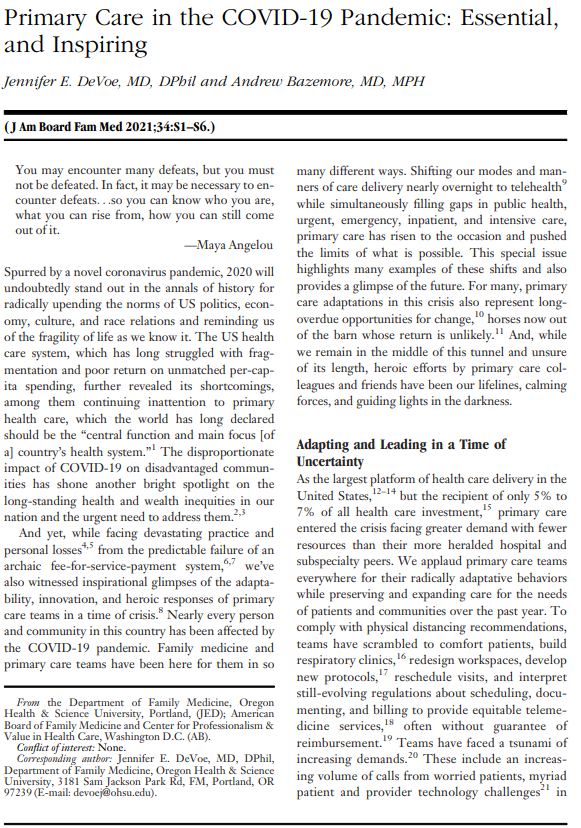 Primary Care in the COVID-19 Pandemic: Essential,
and Inspiring
Jennifer E. DeVoe, MD, DPhil and Andrew Bazemore, MD, MPH
(J Am Board Fam Med 2021;34:S1–S6.)
You may encounter many defeats, but you must
not be defeated. In fact, it may be necessary to en-
counter defeats…so you can know who you are,
what you can rise from, how you can still come
out of it.
—Maya Angelou
Spurred by a novel coronavirus pandemic, 2020 will
undoubtedly stand out in the annals of history for
radically upending the norms of US politics, econ-
omy, culture, and race relations and reminding us
of the fragility of life as we know it. The US health
care system, which has long struggled with frag-
mentation and poor return on unmatched per-cap-
ita spending, further revealed its shortcomings,
among them continuing inattention to primary
health care, which the world has long declared
should be the “central function and main focus [of
a] country’s health system.”1 The disproportionate
impact of COVID-19 on disadvantaged commun-
ities has shone another bright spotlight on the
long-standing health and wealth inequities in our
nation and the urgent need to address them.2,3
And yet, while facing devastating practice and
personal losses4,5 from the predictable failure of an
archaic fee-for-service-payment system,6,7 we’ve
also witnessed inspirational glimpses of the adapta-
bility, innovation, and heroic responses of primary
care teams in a time of crisis.8 Nearly every person
and community in this country has been affected by
the COVID-19 pandemic. Family medicine and
primary care teams have been here for them in so
From the Department of Family Medicine, Oregon
Health & Science University, Portland, (JED); American
Board of Family Medicine and Center for Professionalism &
Value in Health Care, Washington D.C. (AB).
Conflict of interest: None.
Corresponding author: Jennifer E. DeVoe, MD, DPhil,
Department of Family Medicine, Oregon Health & Science
University, 3181 Sam Jackson Park Rd, FM, Portland, OR
97239 (E-mail: devoej@ohsu.edu).
many different ways. Shifting our modes and man-
ners of care delivery nearly overnight to telehealth9
while simultaneously filling gaps in public health,
urgent, emergency, inpatient, and intensive care,
primary care has risen to the occasion and pushed
the limits of what is possible. This special issue
highlights many examples of these shifts and also
provides a glimpse of the future. For many, primary
care adaptations in this crisis also represent long-
overdue opportunities for change,10 horses now out
of the barn whose return is unlikely.11 And, while
we remain in the middle of this tunnel and unsure
of its length, heroic efforts by primary care col-
leagues and friends have been our lifelines, calming
forces, and guiding lights in the darkness.
Adapting and Leading in a Time of
Uncertainty
As the largest platform of health care delivery in the
United States,12–14 but the recipient of only 5% to
7% of all health care investment,15 primary care
entered the crisis facing greater demand with fewer
resources than their more heralded hospital and
subspecialty peers. We applaud primary care teams
everywhere for their radically adaptative behaviors
while preserving and expanding care for the needs
of patients and communities over the past year. To
comply with physical distancing recommendations,
teams have scrambled to comfort patients, build
respiratory clinics,16 redesign workspaces, develop
new protocols,17 reschedule visits, and interpret
still-evolving regulations about scheduling, docu-
menting, and billing to provide equitable teleme-
dicine services,18 often without guarantee of
reimbursement.19 Teams have faced a tsunami of
increasing demands.20 These include an increas-
ing volume of calls from worried patients, myriad
patient and provider technology challenges21 in